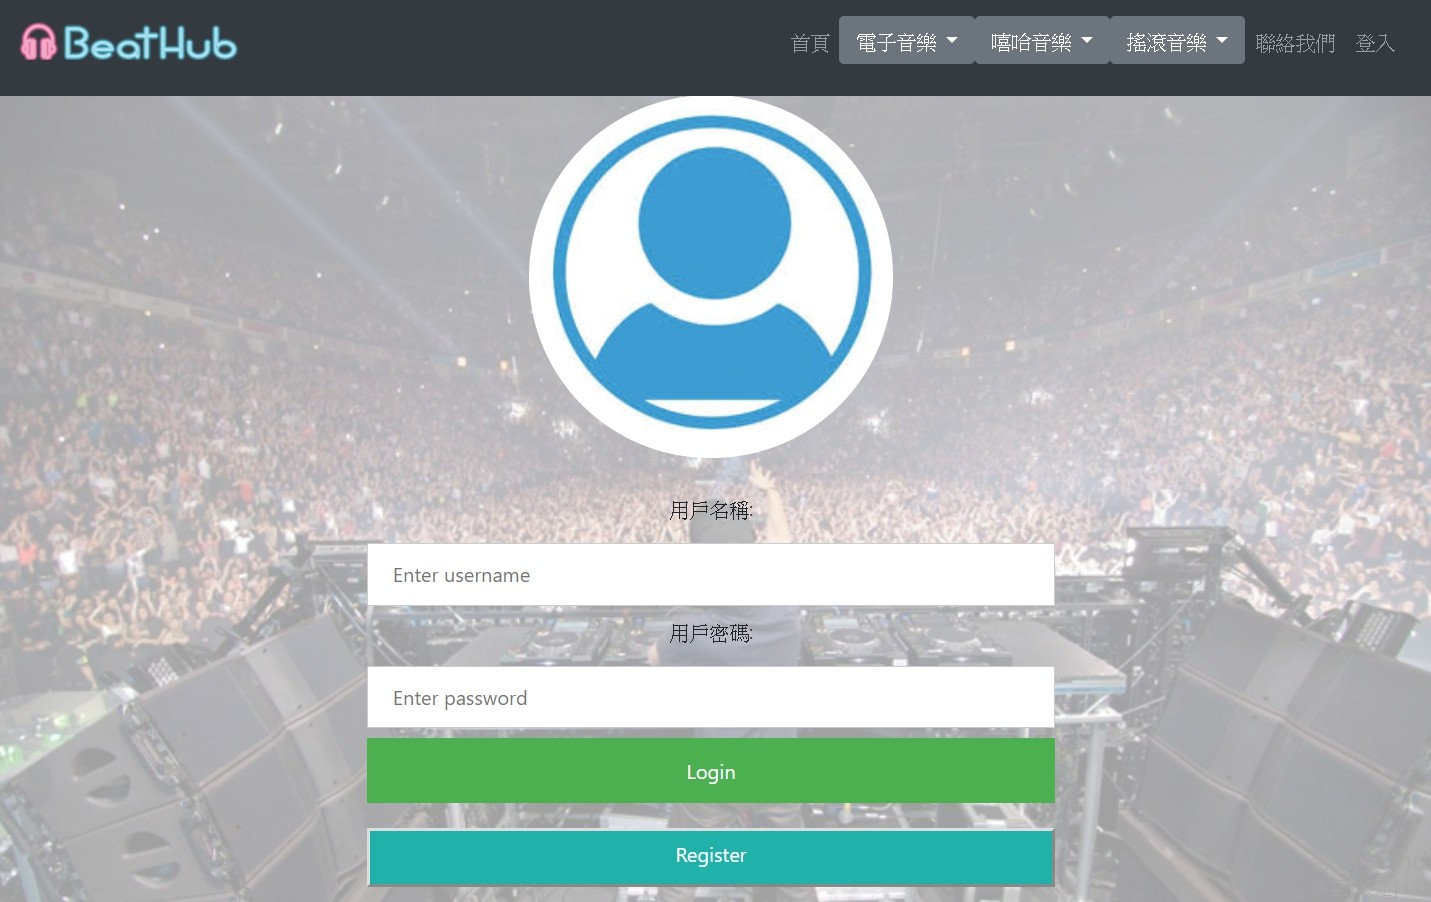 BeatHub
首頁 電子音樂 嘻哈音樂 搖滾音樂 聯絡我們 登入
用戶名稱:
Enter username
用戶密碼:
Enter password
Login
Register